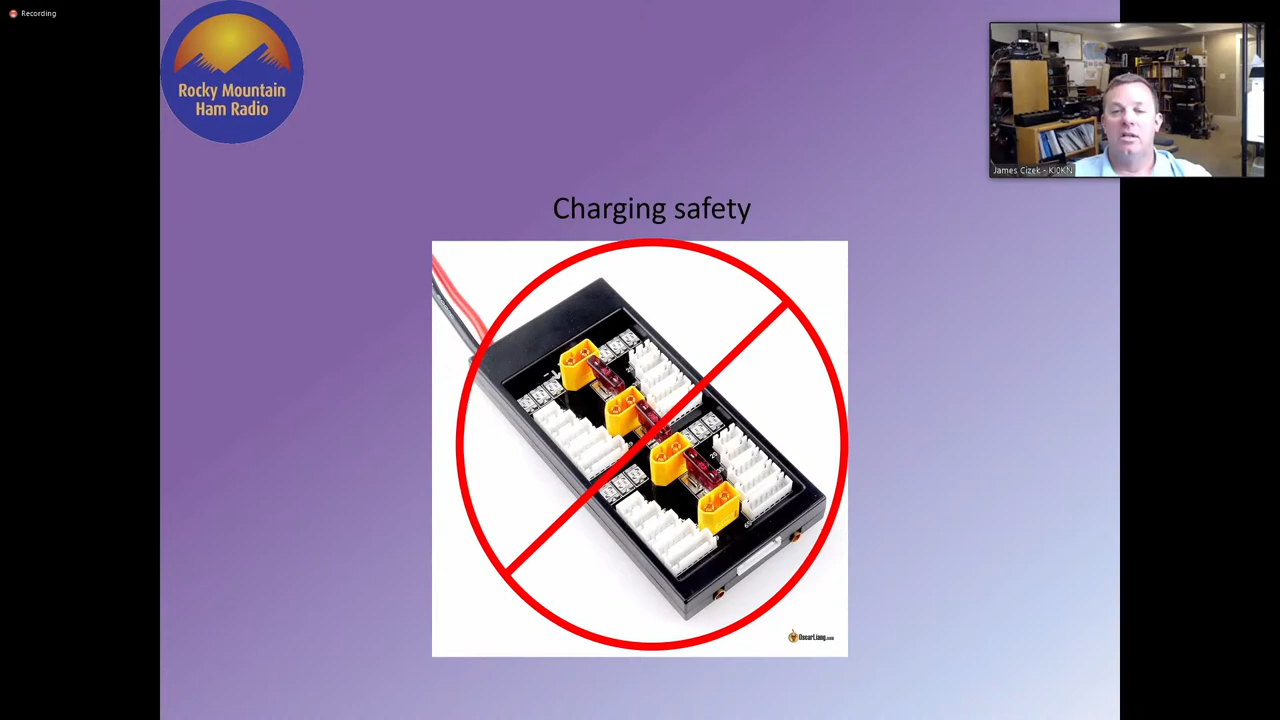 Recording
Rocky Mountain
Ham Radio
James Cizek - KI0KN
Charging safety
OscarLiang.com